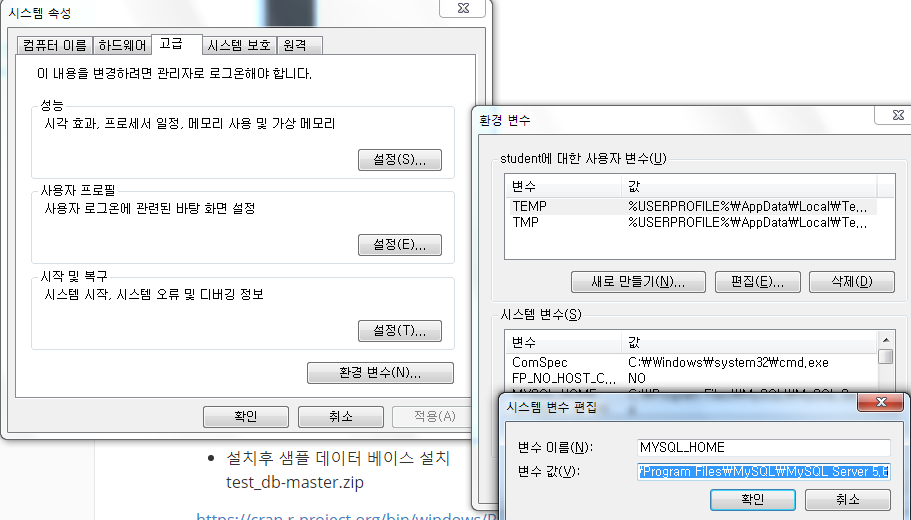 시스템 속성
컴퓨터 이름 하드웨어 고급 시스템 보호 원격
이 내용을 변경하려면 관리자로 로그온해야 합니다.
성능
시각 효과, 프로세서 일정, 메모리 사용 및 가상 메모리
설정(S)...
사용자 프로필
사용자 로그온에 관련된 바탕 화면 설정
설정(E)...
시작 및 복구
시스템 시작, 시스템 오류 및 디버깅 정보
설정(T)...
환경 변수(N)...
확인 취소 적용(A)
설치후 샘플 데이터 베이스 설치
test_db-master.zip
https://cran.r-project.org/bin/windows/
환경 변수
student에 대한 사용자 변수(U)
변수 값
TEMP %USERPROFILE%\AppData\Local\Te...
TMP %USERPROFILE%\AppData\Local\Te...
새로 만들기(N)... 편집(E)... 삭제(D)
시스템 변수(S)
변수 값
ComSpec C:\Windows\system32\cmd.exe
FP_NO_HOST_C... NO
시스템 변수 편집
변수 이름(N): MYSQL_HOME
변수 값(V): \Program Files\MySQL\MySQL Server 5.6
확인 취소